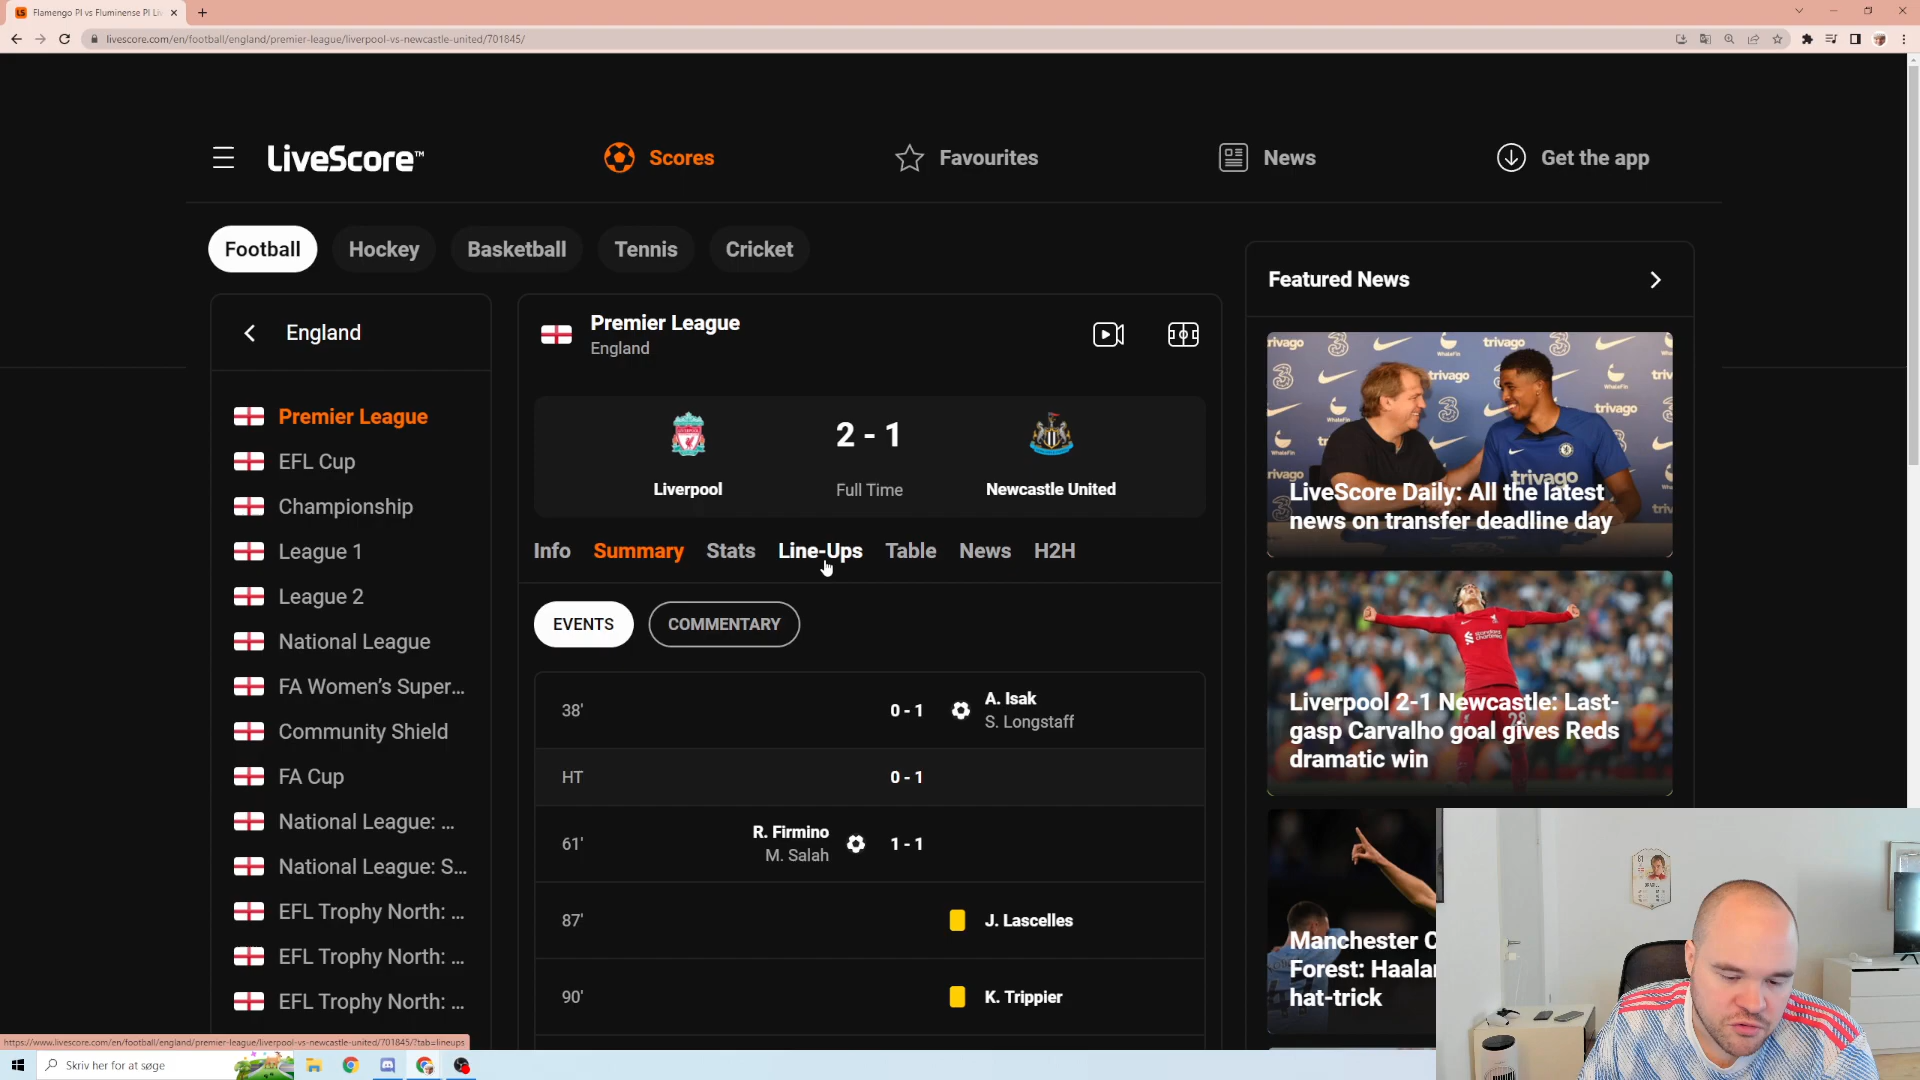 Flamengo PI vs Fluminense PI Li
livescore.com/en/football/england/premier-league/liverpool-vs-newcastle-united/701845/
LiveScore™
Scores
Favourites
News
Get the app
Football
Hockey
Basketball
Tennis
Cricket
England
Premier League
EFL Cup
Championship
League 1
League 2
National League
FA Women's Super...
Community Shield
FA Cup
National League: ...
National League: S...
EFL Trophy North: ...
EFL Trophy North: ...
EFL Trophy North: ...
Premier League
England
Liverpool
2 - 1
Full Time
Newcastle United
Info
Summary
Stats
Line-Ups
Table
News
H2H
EVENTS
COMMENTARY
38'
0 - 1
A. Isak
S. Longstaff
HT
0 - 1
61'
R. Firmino
M. Salah
1 - 1
87'
J. Lascelles
90'
K. Trippier
Featured News
trivago
WhaleFin
LiveScore Daily: All the latest
news on transfer deadline day
Liverpool 2-1 Newcastle: Last-
gasp Carvalho goal gives Reds
dramatic win
Manchester C
Forest: Haala
hat-trick
https://www.livescore.com/en/football/england/premier-league/liverpool-vs-newcastle-united/701845/?tab=lineups
Skriv her for at søge